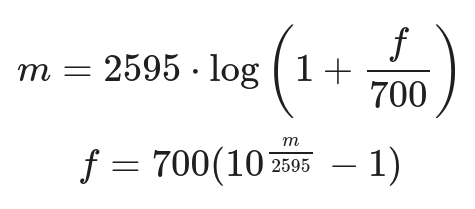 m = 2595 · log (1 + f/700)
f = 700(10^(m/2595) − 1)